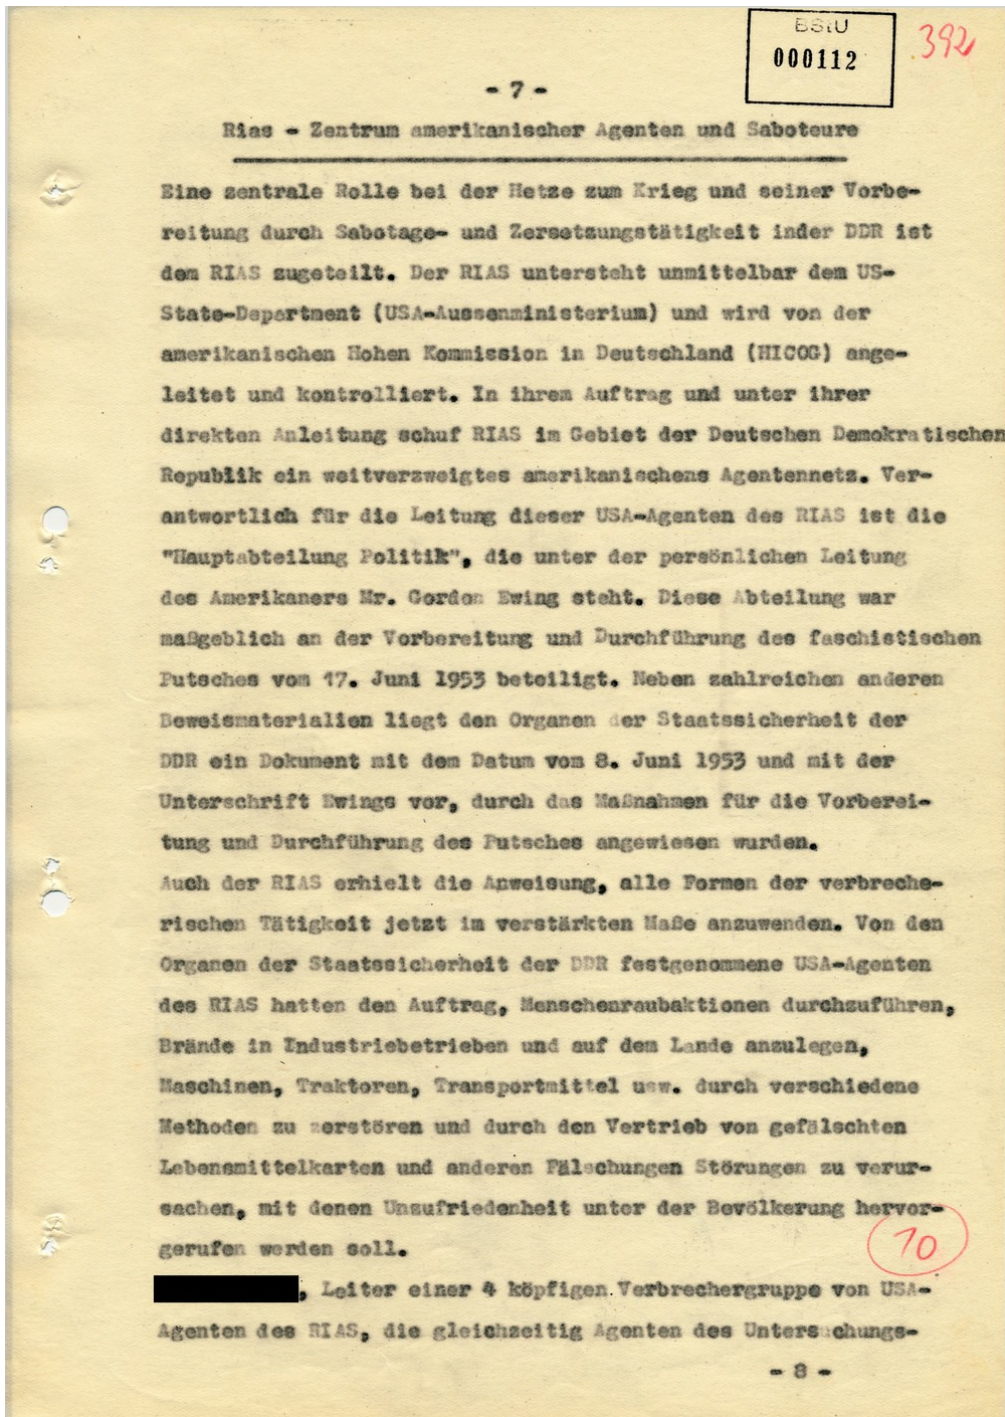 BStU
000112
392
- 7 -
Rias - Zentrum amerikanischer Agenten und Saboteure
Eine zentrale Rolle bei der Hetze zum Krieg und seiner Vorbe-
reitung durch Sabotage- und Zersetzungstätigkeit inder DDR ist
dem RIAS zugeteilt. Der RIAS untersteht unmittelbar dem US-
State-Department (USA-Aussenministerium) und wird von der
amerikanischen Hohen Kommission in Deutschland (HICOG) ange-
leitet und kontrolliert. In ihrem Auftrag und unter ihrer
direkten Anleitung schuf RIAS im Gebiet der Deutschen Demokratischen
Republik ein weitverzweigtes amerikanischens Agentennetz. Ver-
antwortlich für die Leitung dieser USA-Agenten des RIAS ist die
"Hauptabteilung Politik", die unter der persönlichen Leitung
des Amerikaners Mr. Gordon Ewing steht. Diese Abteilung war
maßgeblich an der Vorbereitung und Durchführung des faschistischen
Putsches vom 17. Juni 1953 beteiligt. Neben zahlreichen anderen
Beweismaterialien liegt den Organen der Staatssicherheit der
DDR ein Dokument mit dem Datum vom 8. Juni 1953 und mit der
Unterschrift Ewings vor, durch das Maßnahmen für die Vorberei-
tung und Durchführung des Putsches angewiesen wurden.
Auch der RIAS erhielt die Anweisung, alle Formen der verbreche-
rischen Tätigkeit jetzt im verstärkten Maße anzuwenden. Von den
Organen der Staatssicherheit der DDR festgenommene USA-Agenten
des RIAS hatten den Auftrag, Menschenraubaktionen durchzuführen,
Brände in Industriebetrieben und auf dem Lande anzulegen,
Maschinen, Traktoren, Transportmittel usw. durch verschiedene
Methoden zu zerstören und durch den Vertrieb von gefälschten
Lebensmittelkarten und anderen Fälschungen Störungen zu verur-
sachen, mit denen Unzufriedenheit unter der Bevölkerung hervor-
gerufen werden soll.
10
, Leiter einer 4 köpfigen Verbrechergruppe von USA-
Agenten des RIAS, die gleichzeitig Agenten des Untersuchungs-
- 8 -